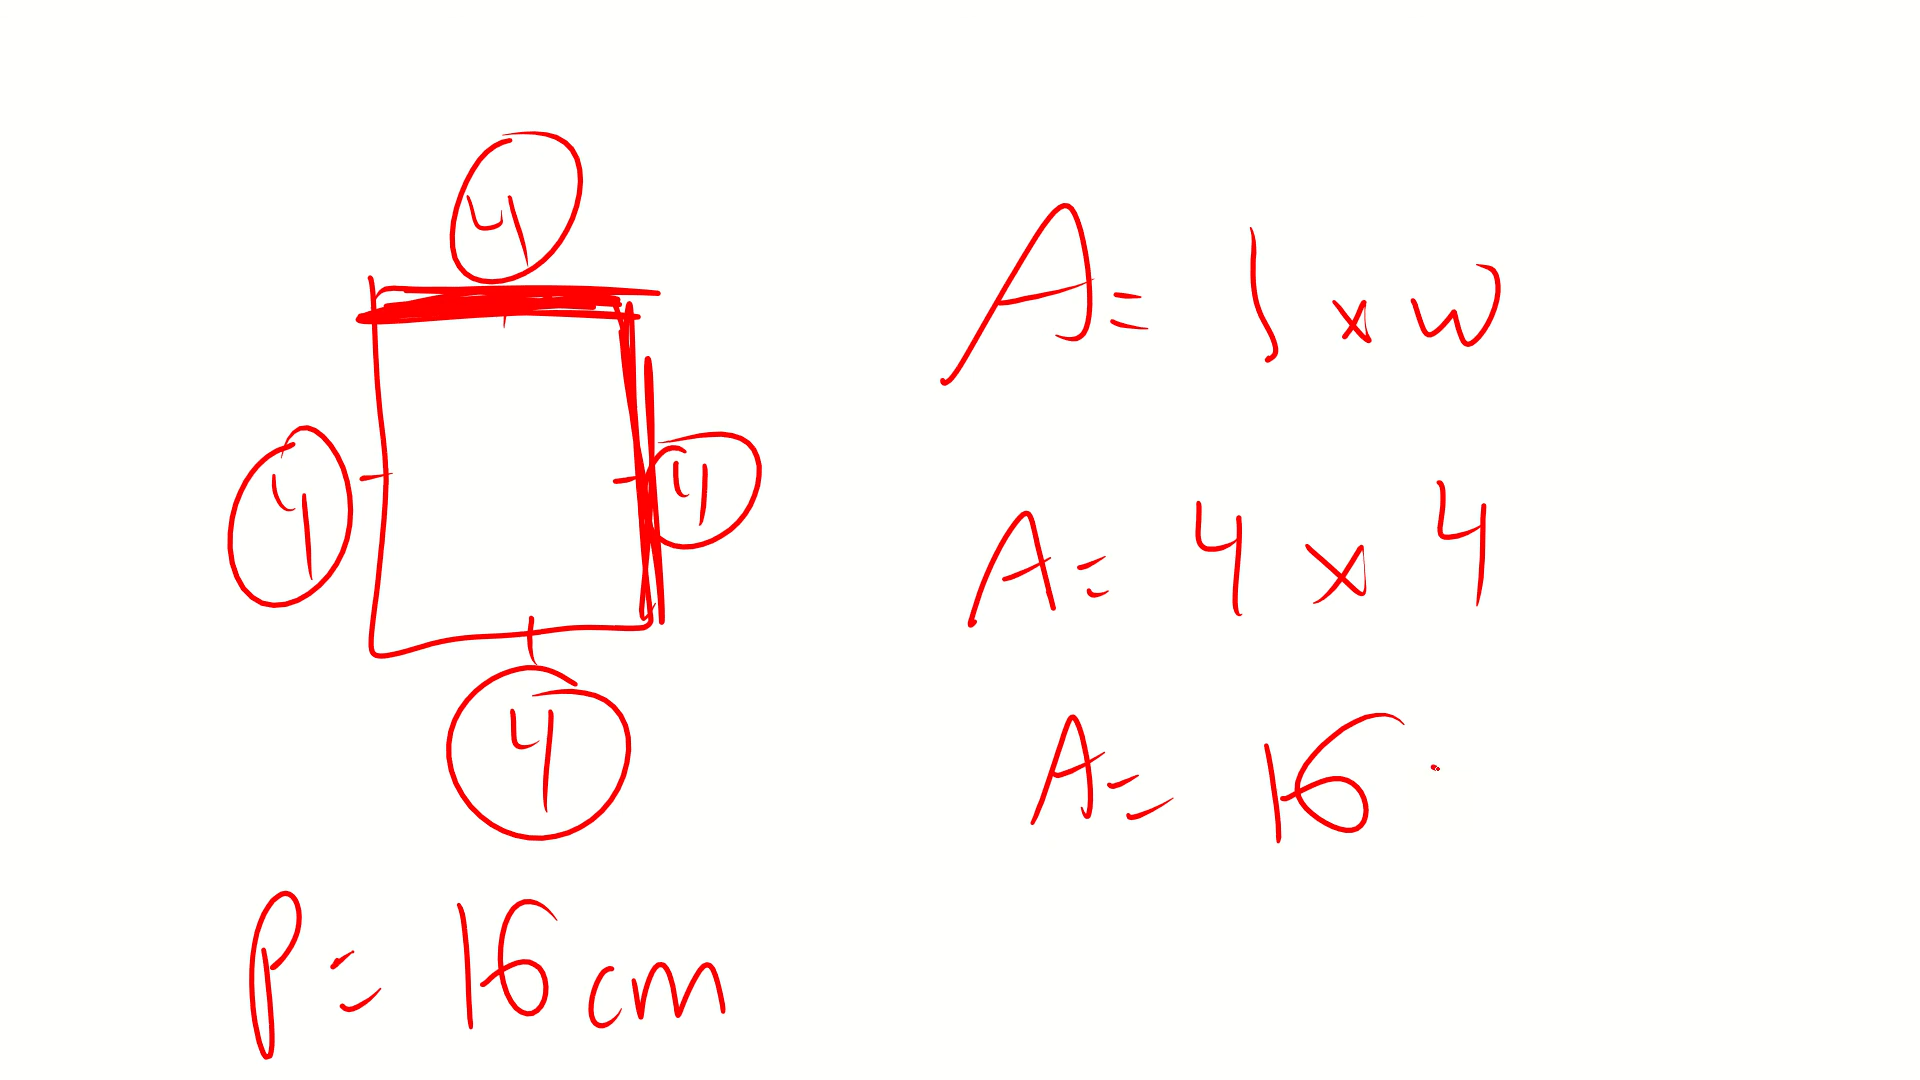 4
4
4
4
P = 16 cm
A = l x w
A = 4 x 4
A = 16